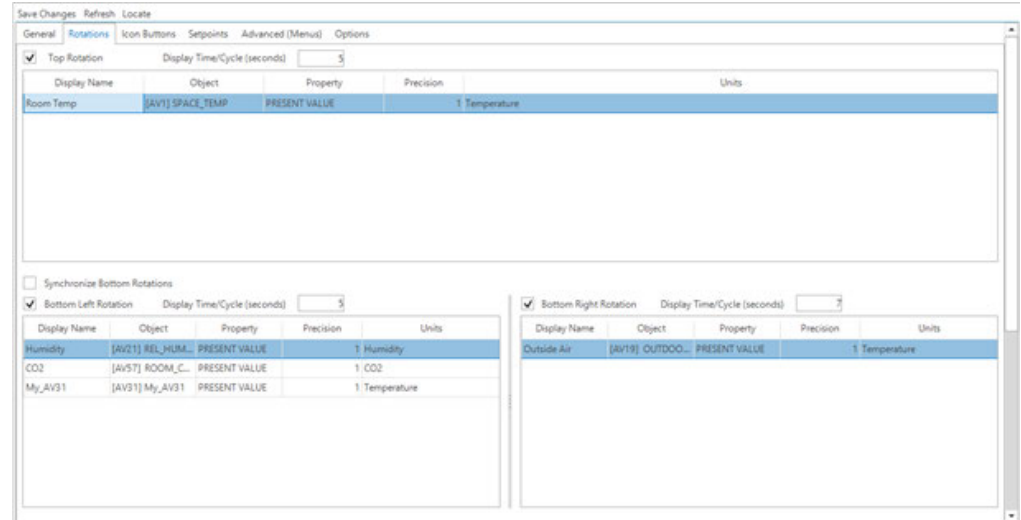 Save Changes Refresh Locate
General Rotations Icon Buttons Setpoints Advanced (Menus) Options
Top Rotation Display Time/Cycle (seconds) 5
Display Name Object Property Precision Units
Room Temp [AV1] SPACE_TEMP PRESENT VALUE 1 Temperature
Synchronize Bottom Rotations
Bottom Left Rotation Display Time/Cycle (seconds) 5
Display Name Object Property Precision Units
Humidity [AV21] REL_HUM... PRESENT VALUE 1 Humidity
CO2 [AV57] ROOM_C... PRESENT VALUE 1 CO2
My_AV31 [AV31] My_AV31 PRESENT VALUE 1 Temperature
Bottom Right Rotation Display Time/Cycle (seconds) 7
Display Name Object Property Precision Units
Outside Air [AV19] OUTDOO... PRESENT VALUE 1 Temperature